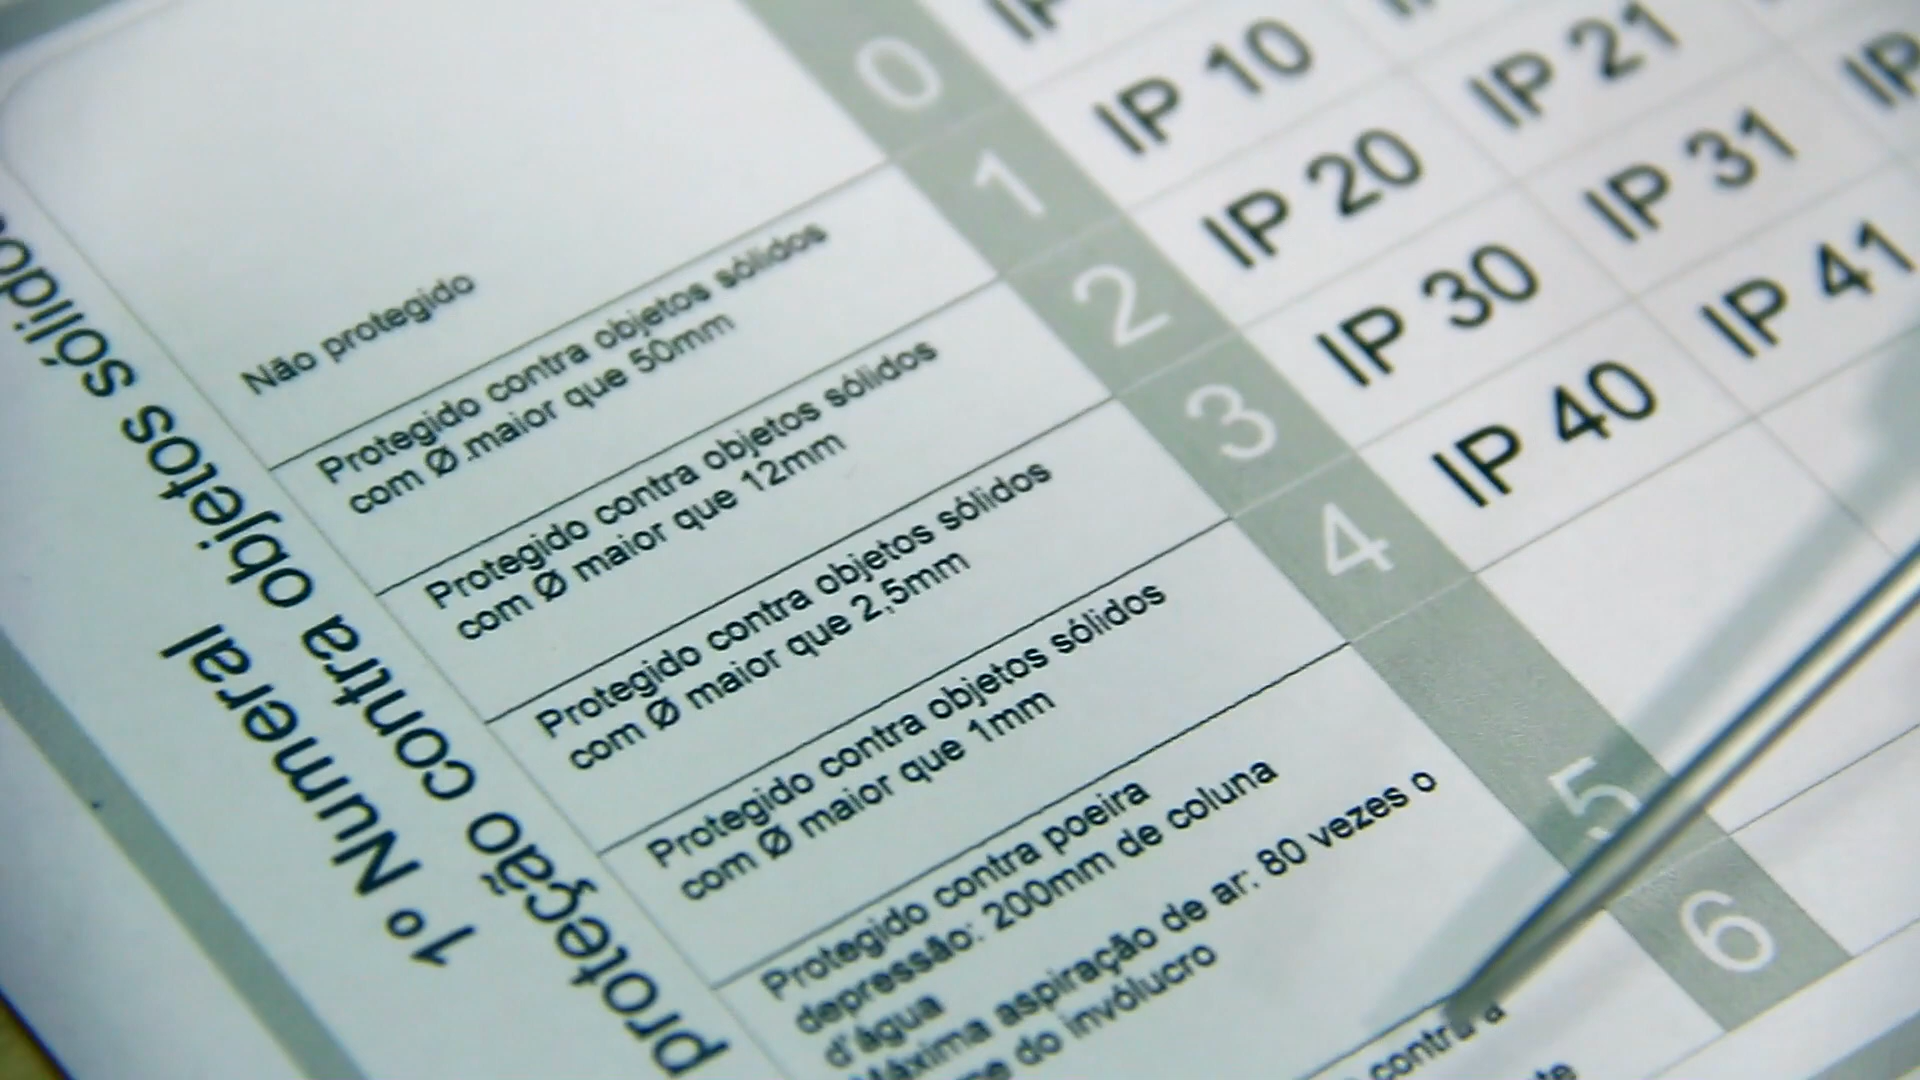 1º Numeral
proteção contra objetos
Não protegido
0
IP
Protegido contra objetos sólidos
com Ø.maior que 50mm
1
IP 10
Protegido contra objetos sólidos
com Ø maior que 12mm
2
IP 20
IP 21
Protegido contra objetos sólidos
com Ø maior que 2,5mm
3
IP 30
IP 31
IP
Protegido contra objetos sólidos
com Ø maior que 1mm
4
IP 40
IP 41
Protegido contra poeira
depressão: 200mm de coluna
d'água
Máxima aspiração de ar: 80 vezes o
do invólucro
5
6